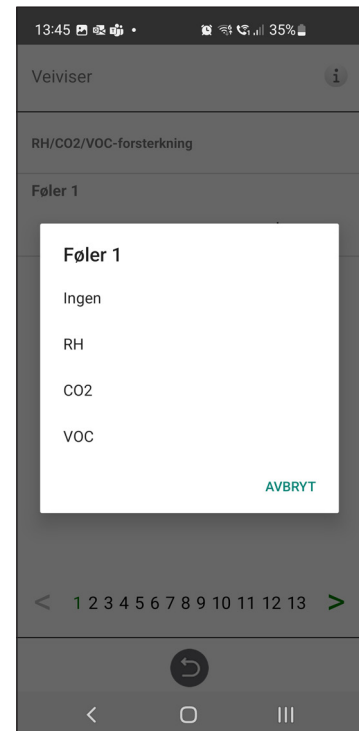 13:45 35%
Veiviser i
RH/CO2/VOC-forsterkning
Føler 1
Føler 1
Ingen
RH
CO2
VOC
AVBRYT
< 1 2 3 4 5 6 7 8 9 10 11 12 13 >